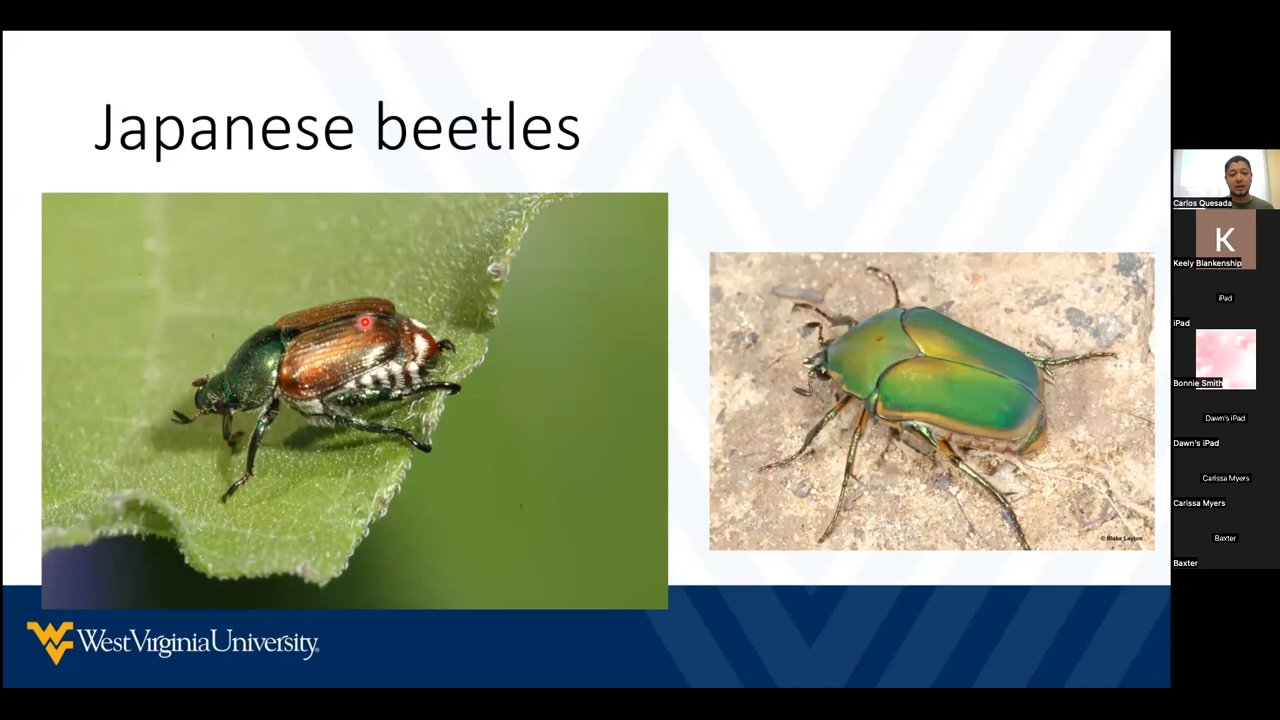 Japanese beetles
© Blake Layton
West Virginia University
Carlos Quesada
K
Keely Blankenship
iPad
iPad
Bonnie Smith
Dawn's iPad
Dawn's iPad
Carissa Myers
Carissa Myers
Baxter
Baxter